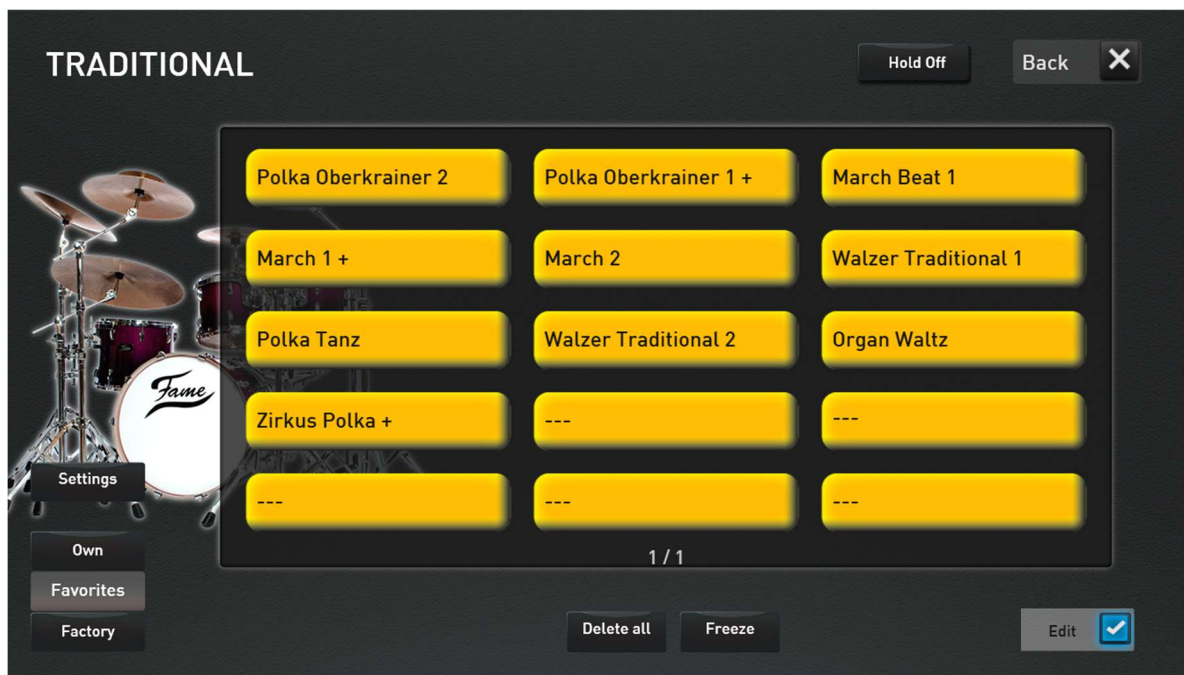 TRADITIONAL
Hold Off
Back
Polka Oberkrainer 2
Polka Oberkrainer 1 +
March Beat 1
March 1 +
March 2
Walzer Traditional 1
Polka Tanz
Walzer Traditional 2
Organ Waltz
Fame
Zirkus Polka +
---
---
Settings
---
---
---
Own
1 / 1
Favorites
Factory
Delete all
Freeze
Edit